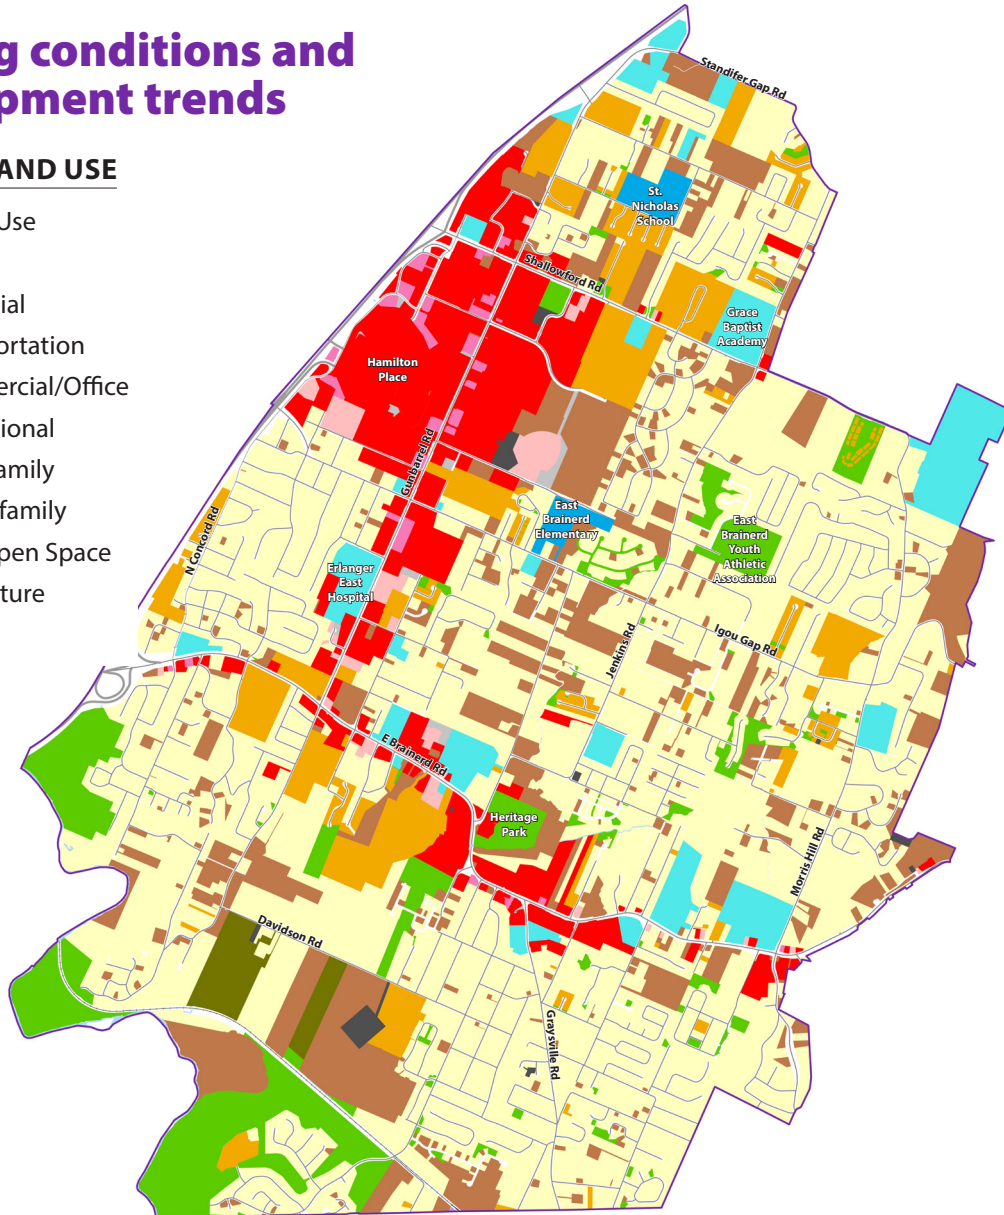 g conditions and
pment trends
AND USE
Use
ial
ortation
ercial/Office
ional
amily
family
pen Space
ture
Standifer Gap Rd
St.
Nicholas
School
Shallowford Rd
Grace
Baptist
Academy
Hamilton
Place
Gunbarrel Rd
N Concord Rd
East
Brainerd
Elementary
East
Brainerd
Youth
Athletic
Association
Erlanger
East
Hospital
Igou Gap Rd
Jenkins Rd
E Brainerd Rd
Heritage
Park
Morris Hill Rd
Davidson Rd
Graysville Rd